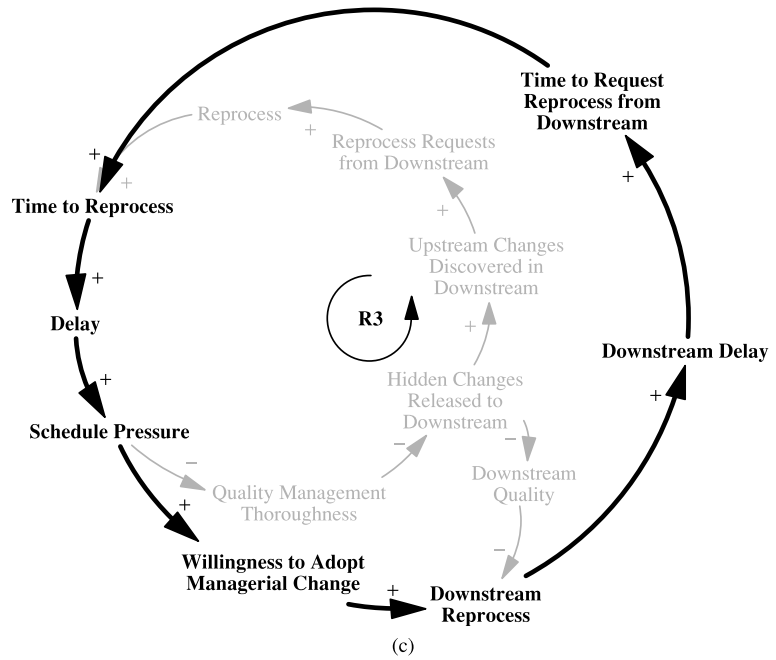 Time to Request
Reprocess from
Downstream
Reprocess
+
Reprocess Requests
from Downstream
+
+
+
Time to Reprocess
+
Upstream Changes
Discovered in
Downstream
+
Delay
R3
+
Downstream Delay
+
Hidden Changes
Released to
Downstream
+
Schedule Pressure
−
−
−
Downstream
Quality
Quality Management
Thoroughness
+
−
Willingness to Adopt
Managerial Change
+
Downstream
Reprocess
(c)